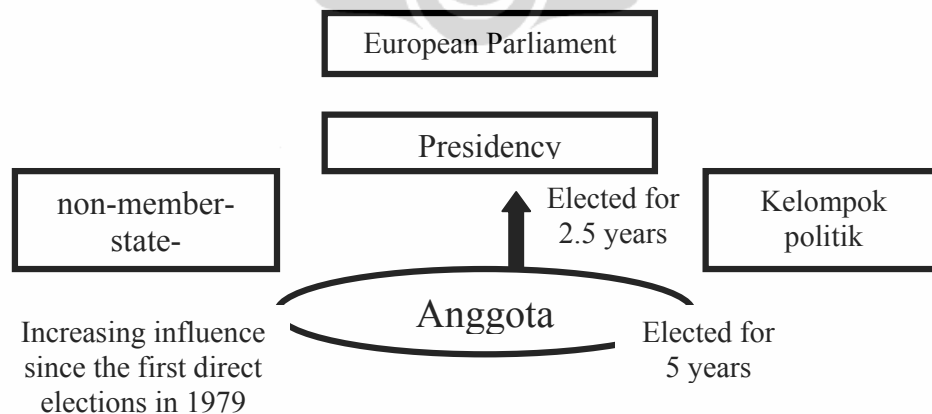 European Parliament
Presidency
non-member-
state-
Elected for
2.5 years
Kelompok
politik
Anggota
Increasing influence
since the first direct
elections in 1979
Elected for
5 years